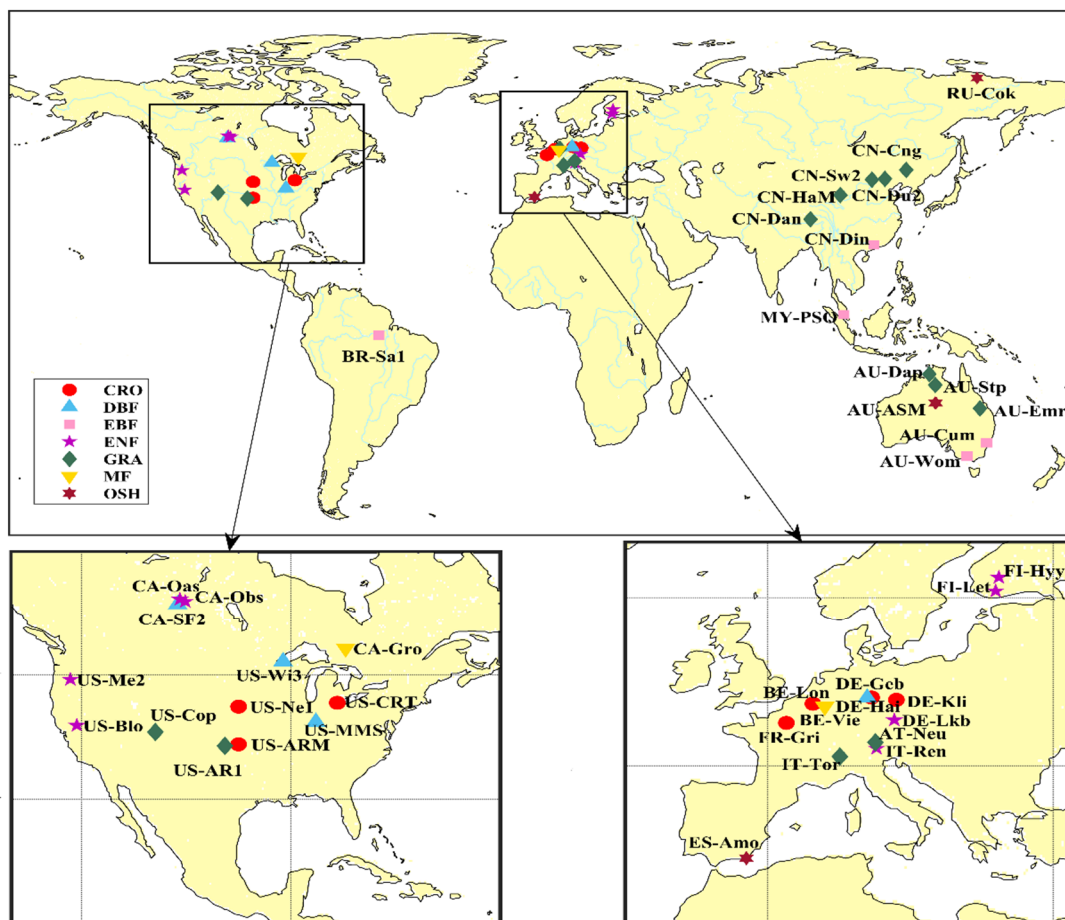 RU-Cok
CN-Cng
CN-Sw2
CN-Du2
CN-HaM
CN-Dan
CN-Din
MY-PSO
BR-Sa1
AU-Dap
AU-Stp
AU-ASM
AU-Emr
AU-Cum
AU-Wom
CRO
DBF
EBF
ENF
GRA
MF
OSH
CA-Oas
CA-Obs
CA-SF2
CA-Gro
US-Wi3
US-Me2
US-Ne1
US-CRT
US-Cop
US-Blo
US-MMS
US-ARM
US-AR1
FI-Hyy
FI-Let
DE-Geb
BE-Lon
DE-Kli
DE-Hai
BE-Vie
DE-Lkb
FR-Gri
AT-Neu
IT-Ren
IT-Tor
ES-Amo